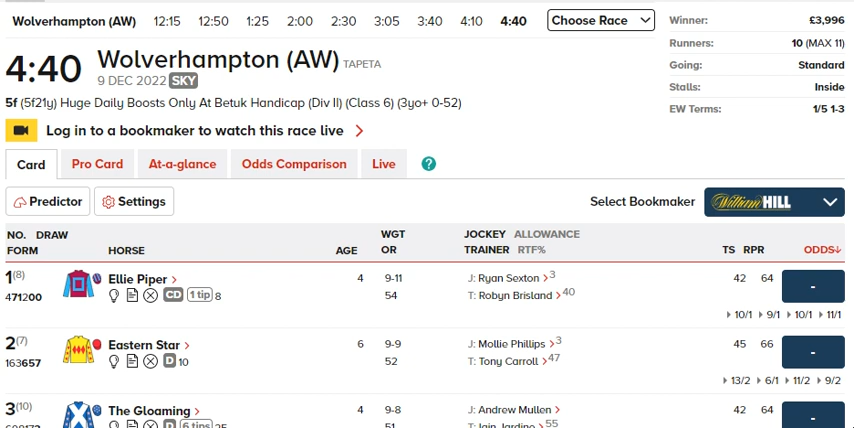 Wolverhampton (AW) 12:15 12:50 1:25 2:00 2:30 3:05 3:40 4:10 4:40 Choose Race
Winner: £3,996
Runners: 10 (MAX 11)
Going: Standard
Stalls: Inside
EW Terms: 1/5 1-3
4:40 Wolverhampton (AW) TAPETA
9 DEC 2022 SKY
5f (5f21y) Huge Daily Boosts Only At Betuk Handicap (Div II) (Class 6) (3yo+ 0-52)
Log in to a bookmaker to watch this race live
Card Pro Card At-a-glance Odds Comparison Live ?
Predictor Settings Select Bookmaker William HILL
NO. DRAW WGT JOCKEY ALLOWANCE
FORM HORSE AGE OR TRAINER RTF% TS RPR ODDS
1(8) Ellie Piper 4 9-11 J: Ryan Sexton 3 42 64 -
471200 CD 1 tip 8 54 T: Robyn Brisland 40
10/1 9/1 10/1 11/1
2(7) Eastern Star 6 9-9 J: Mollie Phillips 3 45 66 -
163657 D 10 52 T: Tony Carroll 47
13/2 6/1 11/2 9/2
3(10) The Gloaming 4 9-8 J: Andrew Mullen 42 64 -
D 6 tips 25 51 T: Iain Jardine 55